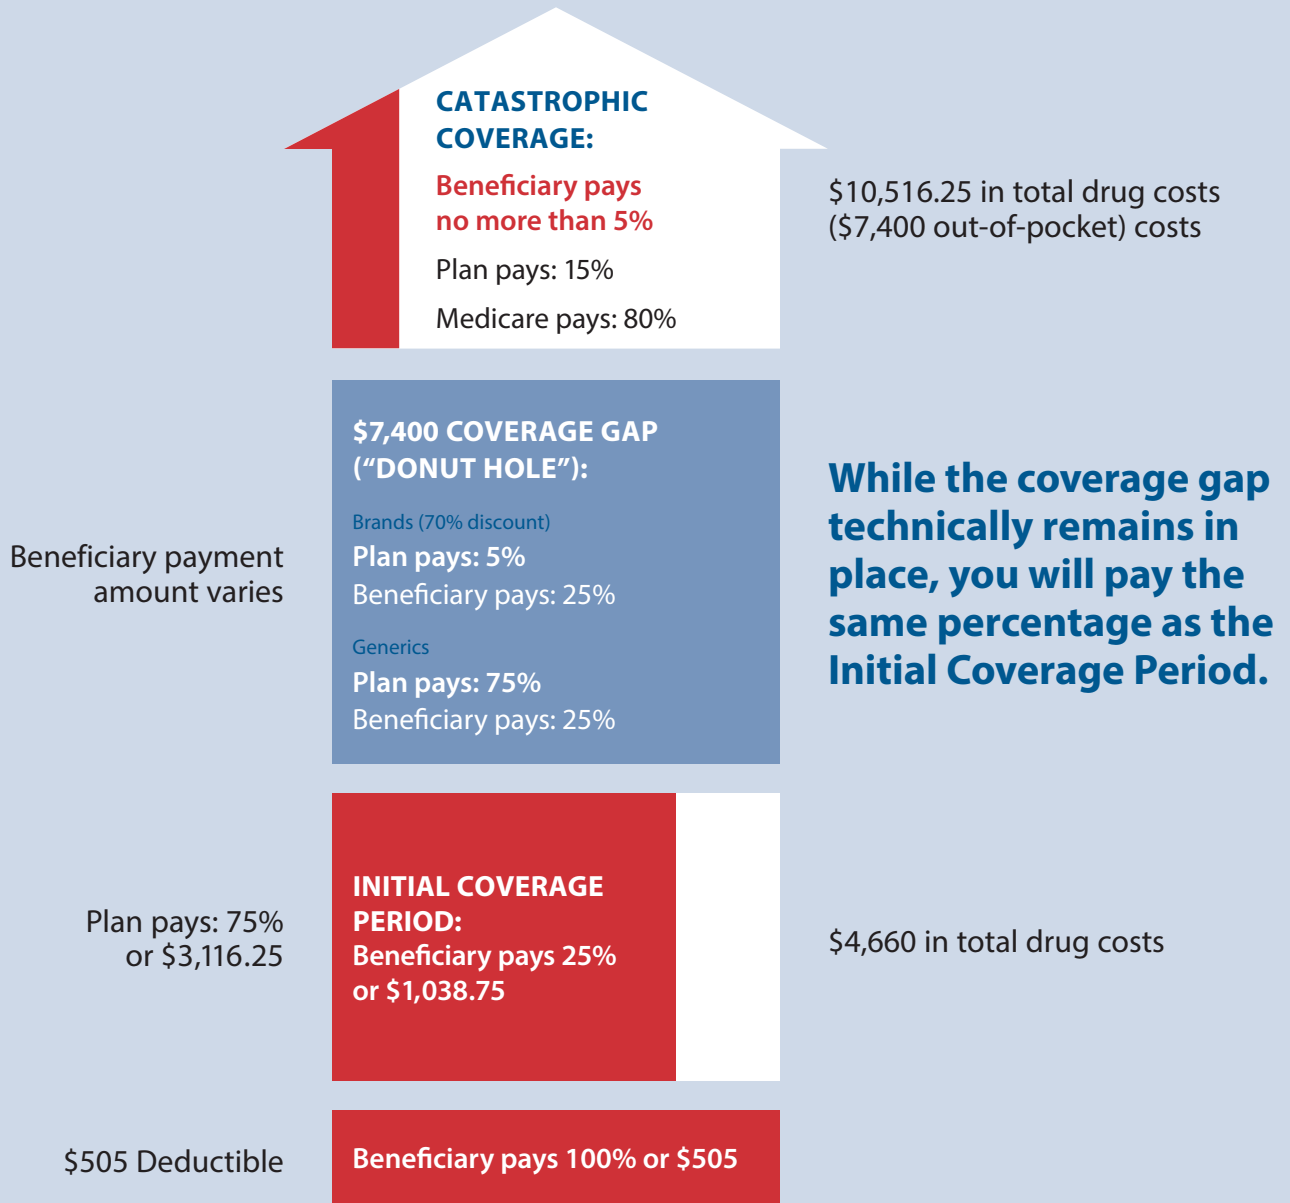 CATASTROPHIC
COVERAGE:
Beneficiary pays
no more than 5%
Plan pays: 15%
Medicare pays: 80%
$10,516.25 in total drug costs
($7,400 out-of-pocket) costs
Beneficiary payment
amount varies
$7,400 COVERAGE GAP
(“DONUT HOLE”):
Brands (70% discount)
Plan pays: 5%
Beneficiary pays: 25%
Generics
Plan pays: 75%
Beneficiary pays: 25%
While the coverage gap
technically remains in
place, you will pay the
same percentage as the
Initial Coverage Period.
Plan pays: 75%
or $3,116.25
INITIAL COVERAGE
PERIOD:
Beneficiary pays 25%
or $1,038.75
$4,660 in total drug costs
$505 Deductible
Beneficiary pays 100% or $505